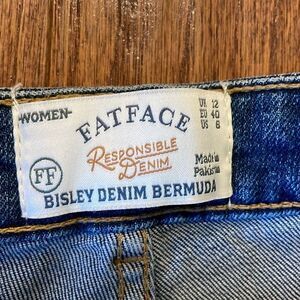 WOMEN
FATFACE
UK 12
EU 40
US 8
RESPONSIBLE
DENIM
Made in
Pakistan
FF
BISLEY DENIM BERMUDA